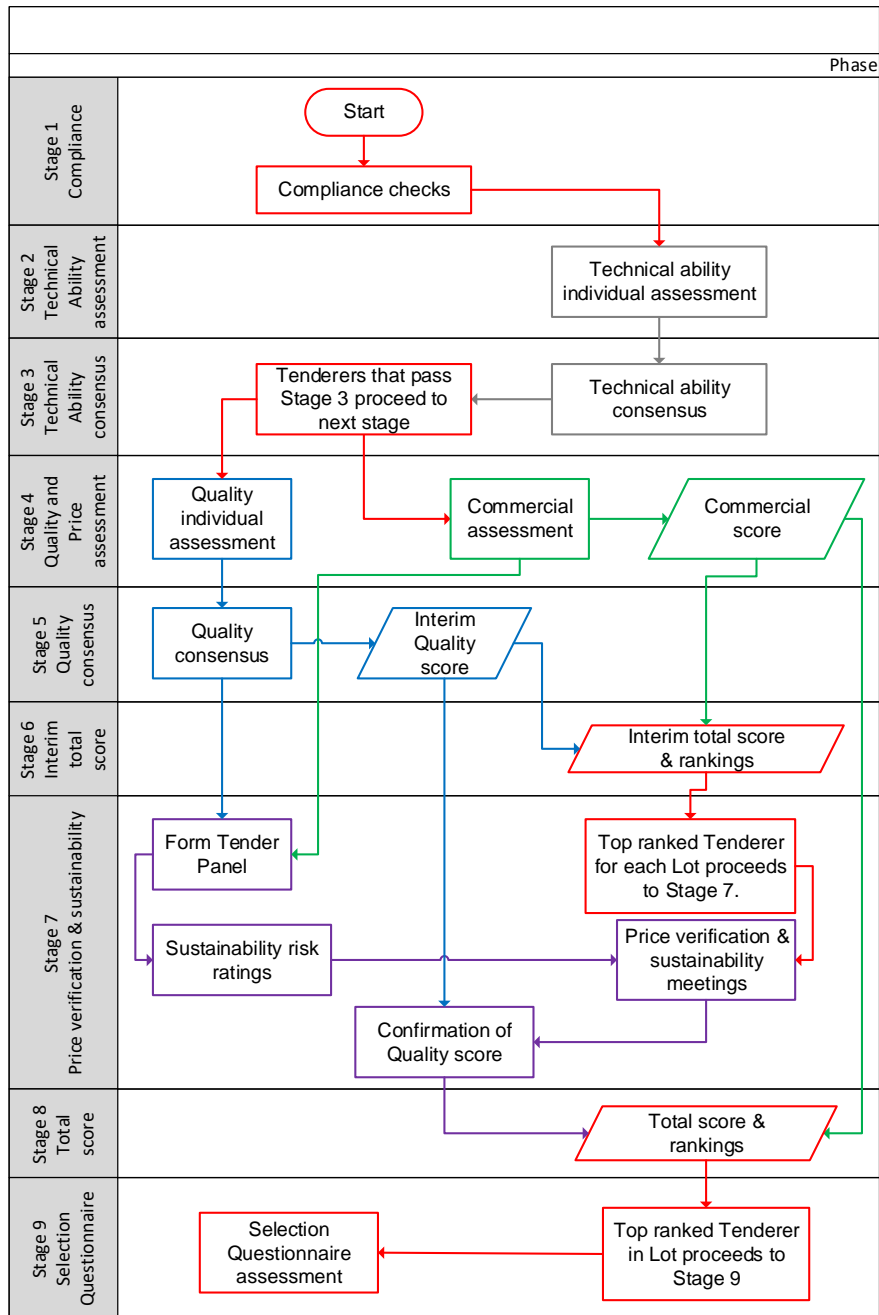 Phase
Stage 1
Compliance
Start
Compliance checks
Stage 2
Technical
Ability
assessment
Technical ability
individual assessment
Stage 3
Technical
Ability
consensus
Tenderers that pass
Stage 3 proceed to
next stage
Technical ability
consensus
Stage 4
Quality and
Price
assessment
Quality
individual
assessment
Commercial
assessment
Commercial
score
Stage 5
Quality
consensus
Quality
consensus
Interim
Quality
score
Stage 6
Interim
total
score
Interim total score
& rankings
Stage 7
Price verification & sustainability
Form Tender
Panel
Top ranked Tenderer
for each Lot proceeds
to Stage 7.
Sustainability risk
ratings
Price verification &
sustainability
meetings
Confirmation of
Quality score
Stage 8
Total
score
Total score &
rankings
Stage 9
Selection
Questionnaire
Selection
Questionnaire
assessment
Top ranked Tenderer
in Lot proceeds to
Stage 9